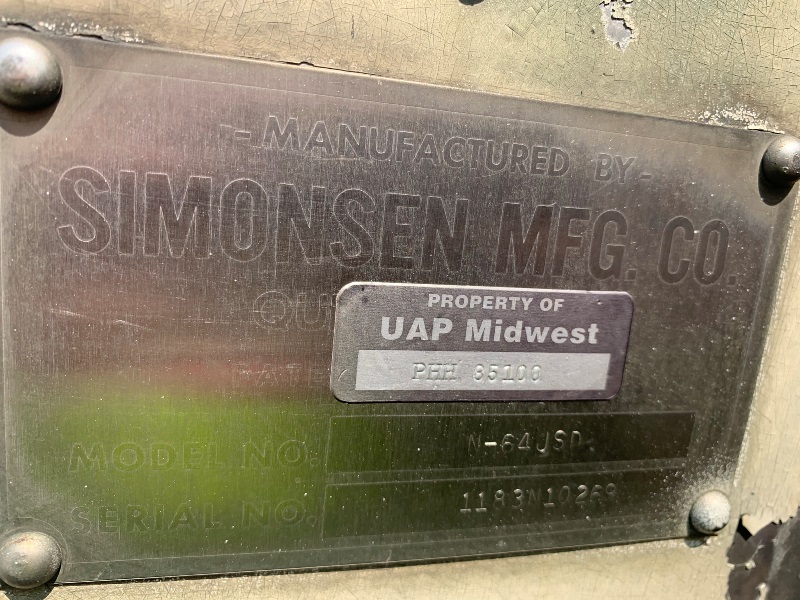 - MANUFACTURED BY -
SIMONSEN MFG. CO.
PROPERTY OF
UAP Midwest
PHH 35100
MODEL NO. N-64JSD
SERIAL NO. 1183N10269